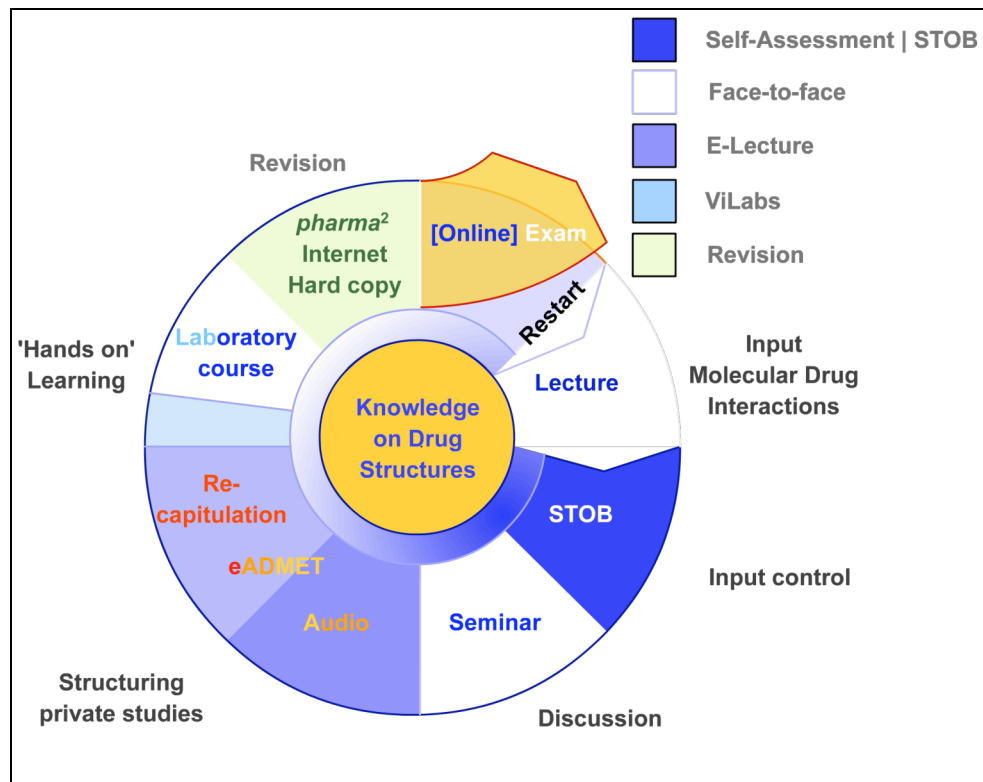 Self-Assessment | STOB
Face-to-face
E-Lecture
ViLabs
Revision
Revision
pharma²
Internet
Hard copy
[Online] Exam
Restart
Lecture
Input
Molecular Drug
Interactions
'Hands on'
Learning
Laboratory
course
Knowledge
on Drug
Structures
Re-
capitulation
eADMET
Audio
Seminar
STOB
Input control
Structuring
private studies
Discussion